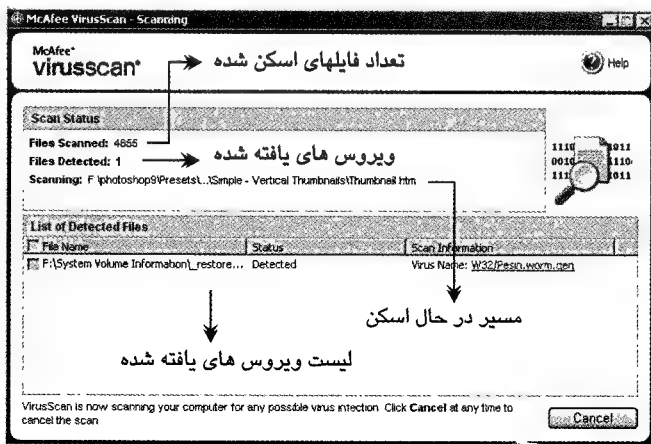 McAfee VirusScan - Scanning
McAfee®
virusscan®
تعداد فایلهای اسکن شده
Help
Scan Status
Files Scanned: 4855
Files Detected: 1
ویروس های یافته شده
Scanning: F:\photoshop9\Presets\...\Simple - Vertical Thumbnails\Thumbnail.htm
List of Detected Files
File Name Status Scan Information
F:\System Volume Information\_restore... Detected Virus Name: W32/Pesin.worm.gen
مسیر در حال اسکن
لیست ویروس های یافته شده
VirusScan is now scanning your computer for any possible virus infection. Click Cancel at any time to
cancel the scan
Cancel